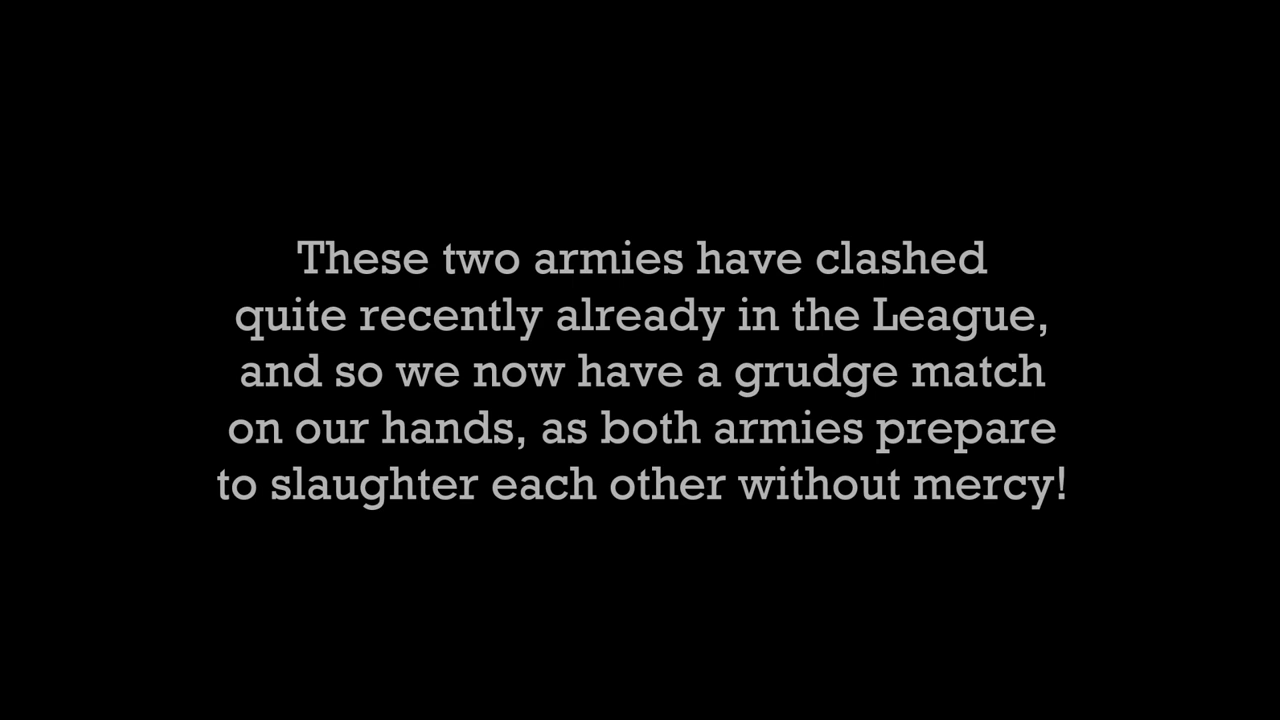 These two armies have clashed
quite recently already in the League,
and so we now have a grudge match
on our hands, as both armies prepare
to slaughter each other without mercy!